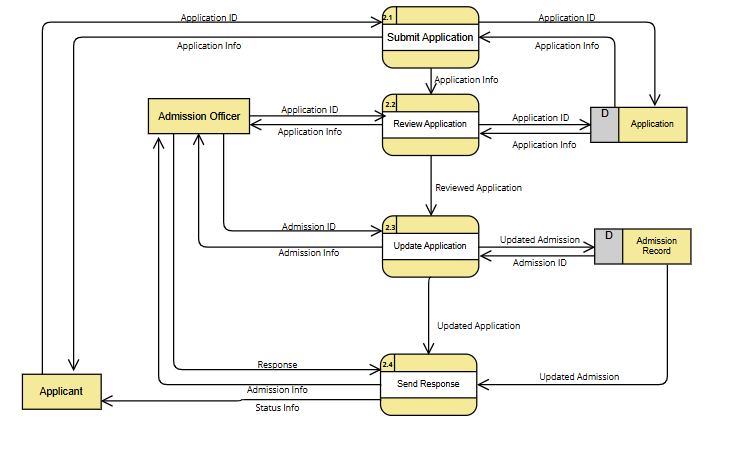 Application ID
2.1
Application ID
Submit Application
Application Info
Application Info
Application Info
2.2
D
Admission Officer
Application ID
Application ID
Review Application
Application
Application Info
Application Info
Reviewed Application
Admission ID
2.3
D
Updated Admission
Update Application
Admission
Record
Admission Info
Admission ID
Updated Application
Response
2.4
Send Response
Updated Admission
Applicant
Admission Info
Status Info